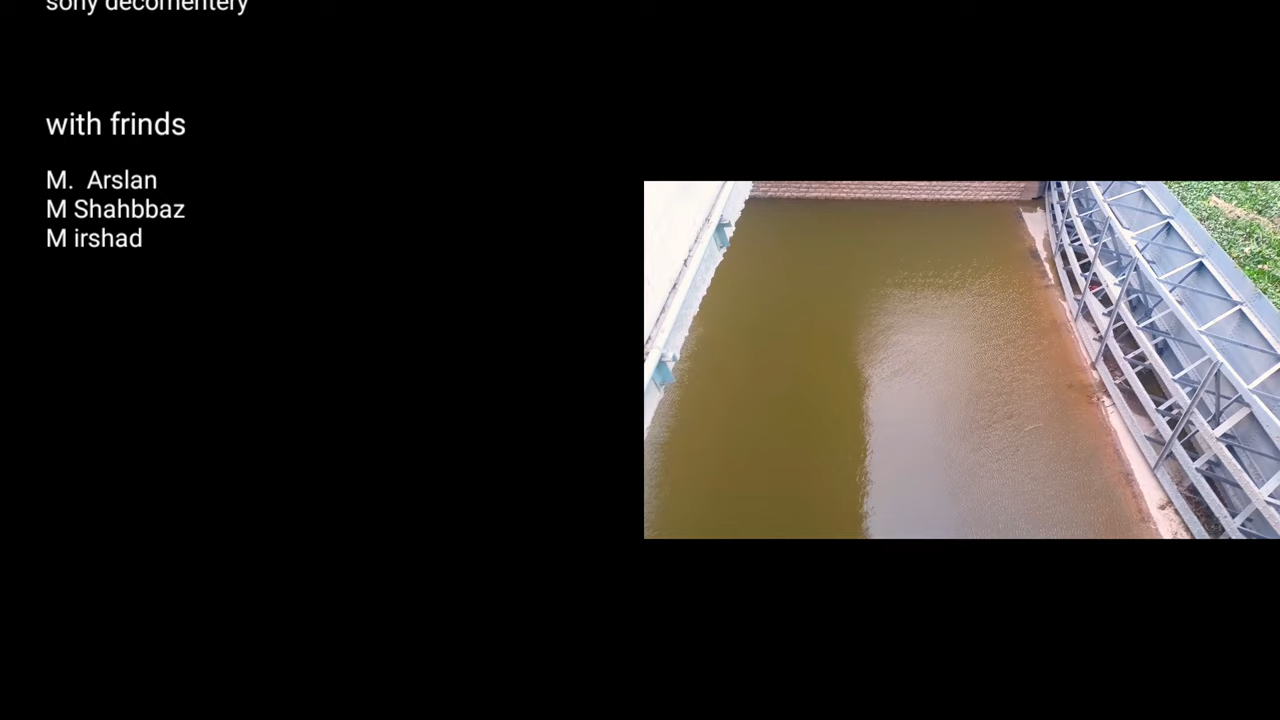 sony decomentery
with frinds
M. Arslan
M Shahbbaz
M irshad